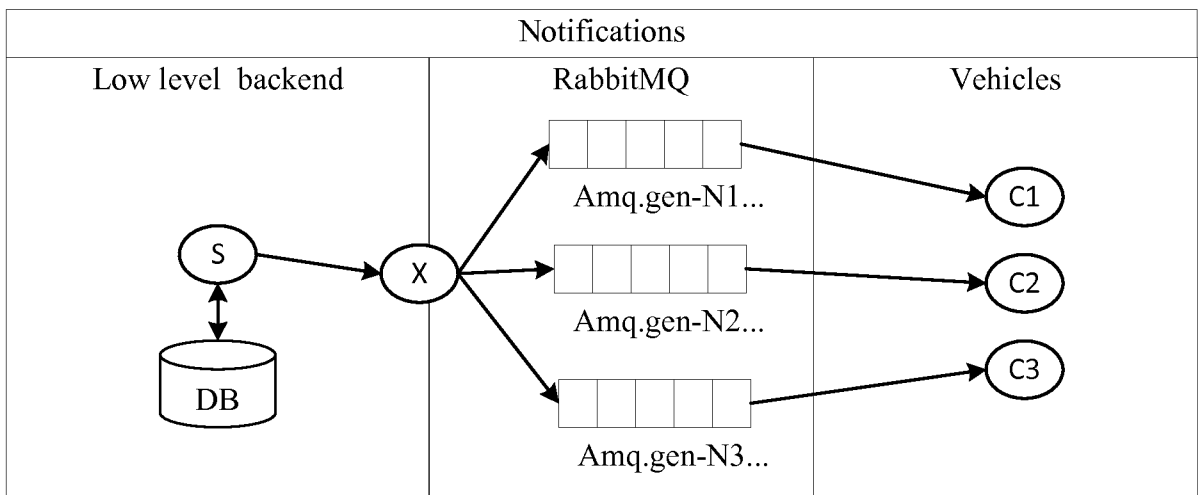 Notifications
Low level backend
RabbitMQ
Vehicles
Amq.gen-N1...
C1
S
X
Amq.gen-N2...
C2
DB
Amq.gen-N3...
C3